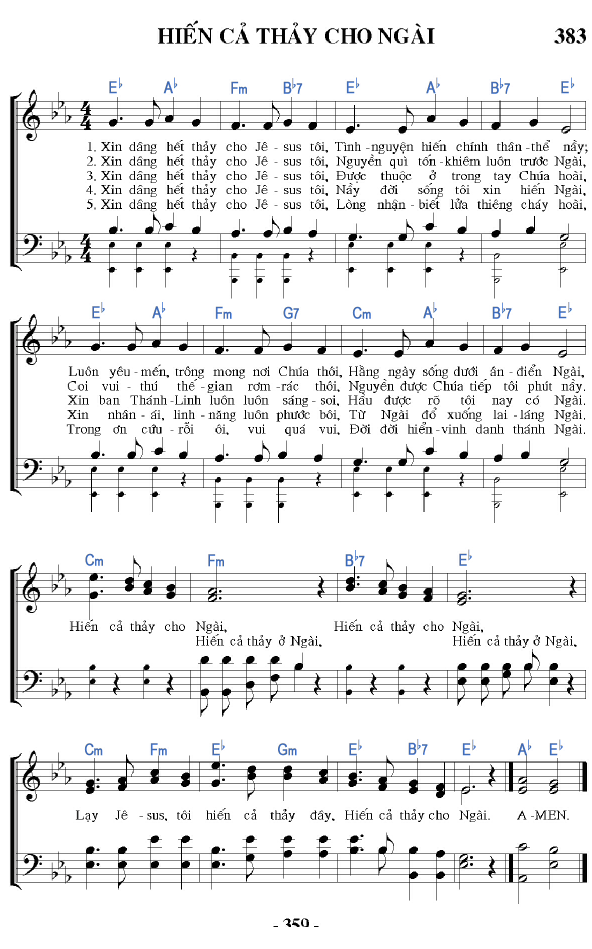 HIẾN CẢ THẢY CHO NGÀI 383
E♭ A♭ Fm B♭7 E♭ A♭ B♭7 E♭
1. Xin dâng hết thảy cho Jê-sus tôi, Tình-nguyện hiến chính thân-thể nầy;
2. Xin dâng hết thảy cho Jê-sus tôi, Nguyền quì tốn-khiêm luôn trước Ngài,
3. Xin dâng hết thảy cho Jê-sus tôi, Được thuộc ở trong tay Chúa hoài,
4. Xin dâng hết thảy cho Jê-sus tôi, Nầy đời sống tôi xin hiến Ngài,
5. Xin dâng hết thảy cho Jê-sus tôi, Lòng nhận-biết lửa thiêng cháy hoài,
E♭ A♭ Fm G7 Cm A♭ B♭7 E♭
Luôn yêu-mến, trông mong nơi Chúa thôi, Hằng ngày sống dưới ân-điển Ngài.
Coi vui-thú thế-gian rơm-rác thôi, Nguyền được Chúa tiếp tôi phút nầy.
Xin ban Thánh-Linh luôn luôn sáng-soi, Hầu được rõ tôi nay có Ngài.
Xin nhân-ái, linh-năng luôn phước bôi, Từ Ngài đổ xuống lai-láng Ngài.
Trong ơn cứu-rỗi ôi, vui quá vui, Đời đời hiển-vinh danh thánh Ngài.
Cm Fm B♭7 E♭
Hiến cả thảy cho Ngài, Hiến cả thảy cho Ngài,
Hiến cả thảy ở Ngài, Hiến cả thảy ở Ngài,
Cm Fm E♭ Gm E♭ B♭7 E♭ A♭ E♭
Lạy Jê-sus, tôi hiến cả thảy đây, Hiến cả thảy cho Ngài. A-MEN.
- 359 -